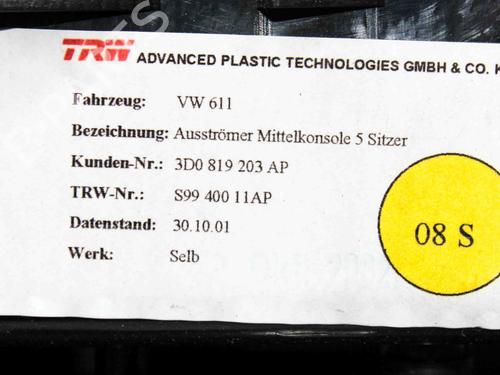 TRW ADVANCED PLASTIC TECHNOLOGIES GMBH & CO. K
Fahrzeug: VW 611
Bezeichnung: Ausströmer Mittelkonsole 5 Sitzer
Kunden-Nr.: 3D0 819 203 AP
TRW-Nr.: S99 400 11AP
Datenstand: 30.10.01
Werk: Selb
08 S